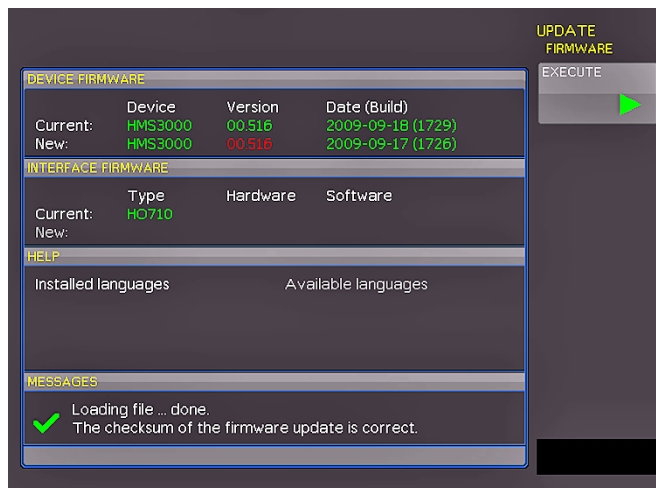 UPDATE
FIRMWARE
EXECUTE
DEVICE FIRMWARE
Device Version Date (Build)
Current: HMS3000 00.516 2009-09-18 (1729)
New: HMS3000 00.516 2009-09-17 (1726)
INTERFACE FIRMWARE
Type Hardware Software
Current: HO710
New:
HELP
Installed languages Available languages
MESSAGES
Loading file ... done.
The checksum of the firmware update is correct.